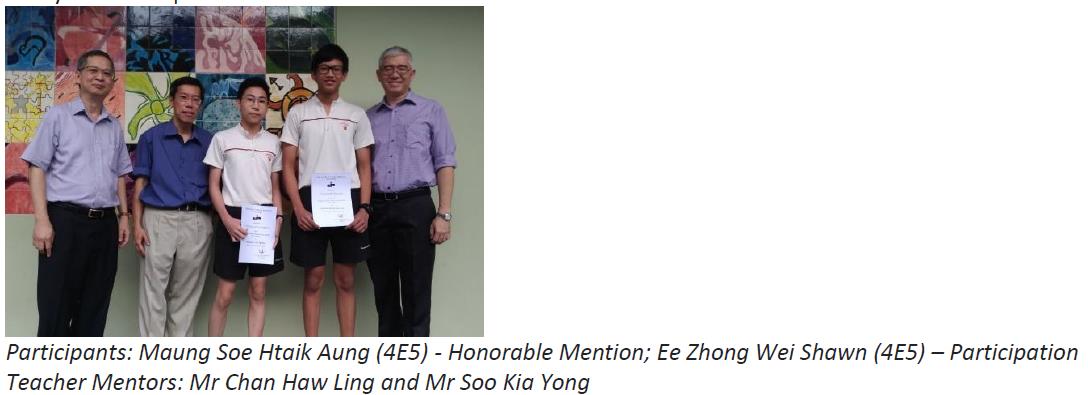 Participants: Maung Soe Htaik Aung (4E5) - Honorable Mention; Ee Zhong Wei Shawn (4E5) – Participation
Teacher Mentors: Mr Chan Haw Ling and Mr Soo Kia Yong